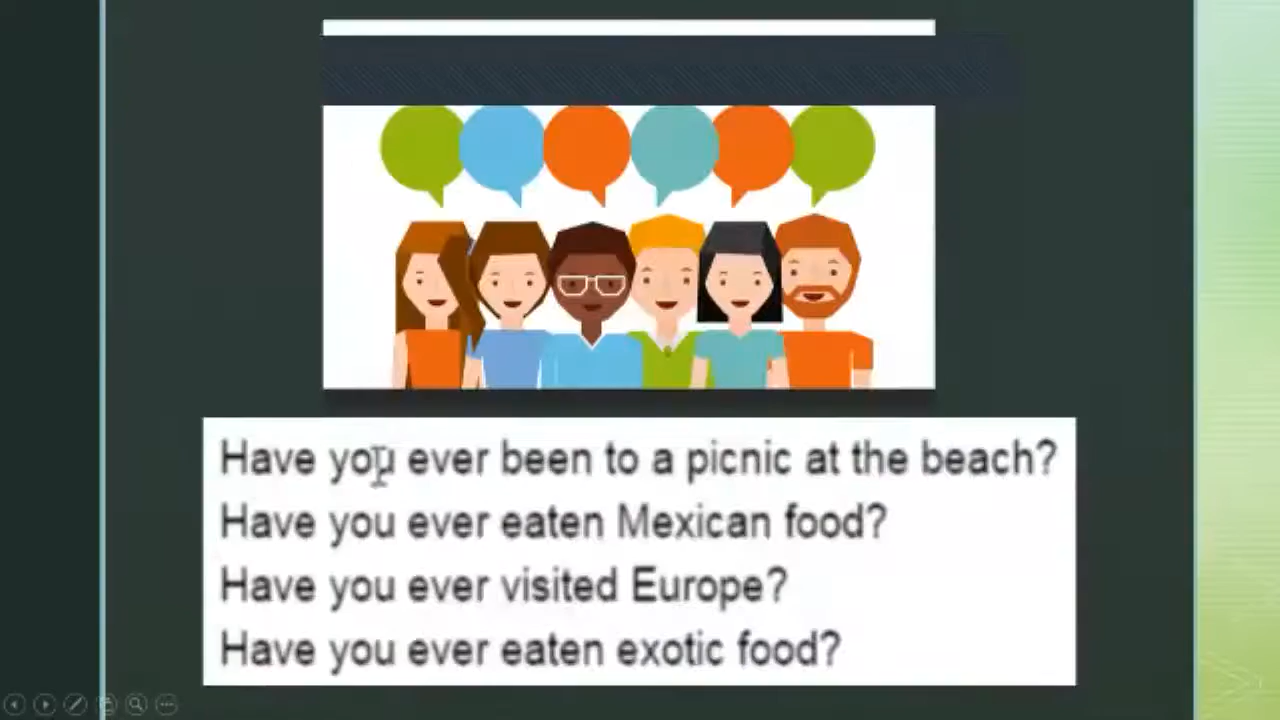 Have you ever been to a picnic at the beach?
Have you ever eaten Mexican food?
Have you ever visited Europe?
Have you ever eaten exotic food?